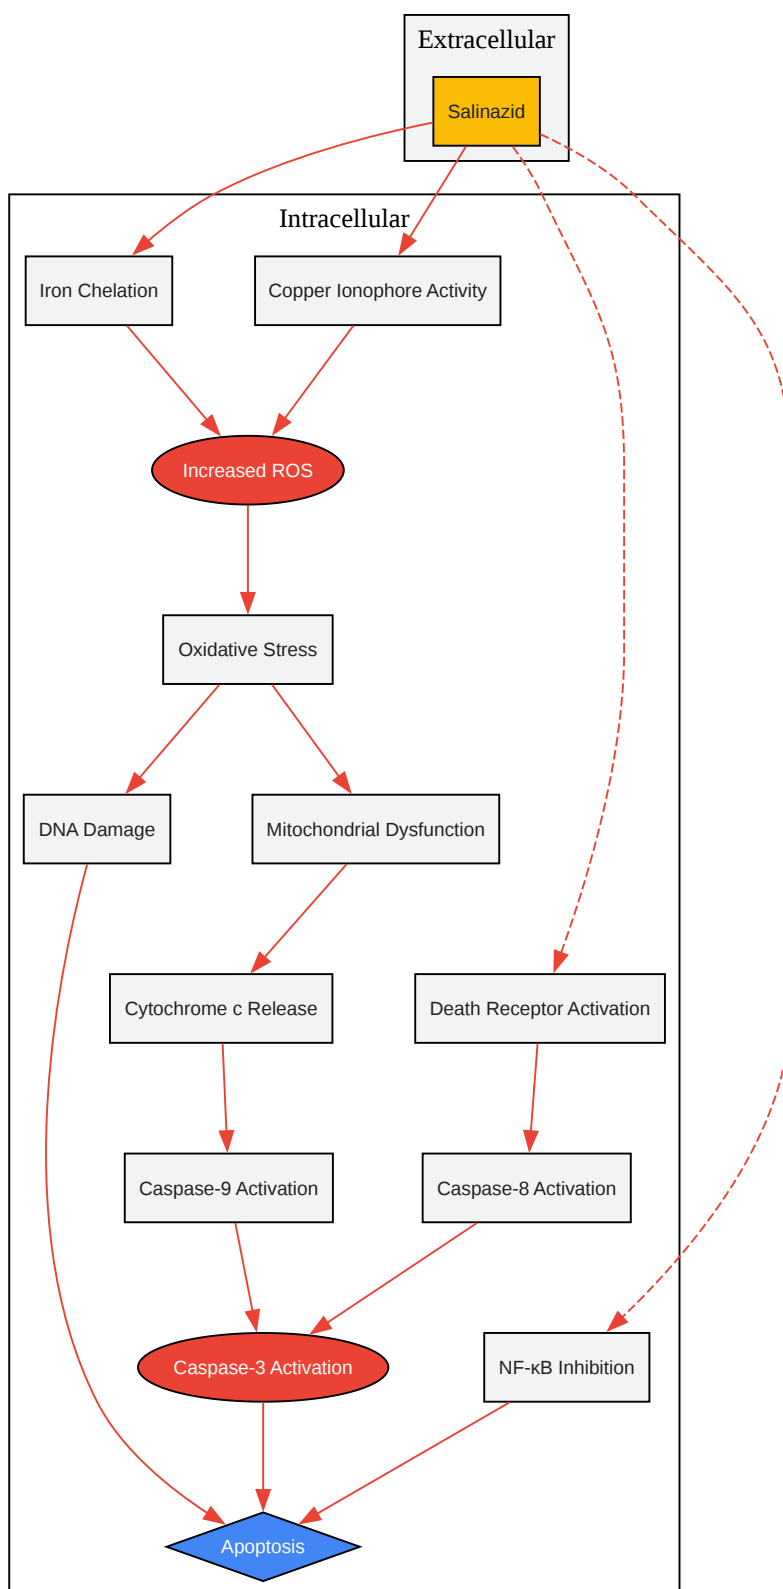 Extracellular
Salinazid
Intracellular
Iron Chelation
Copper Ionophore Activity
Increased ROS
Oxidative Stress
DNA Damage
Mitochondrial Dysfunction
Cytochrome c Release
Death Receptor Activation
Caspase-9 Activation
Caspase-8 Activation
Caspase-3 Activation
NF-κB Inhibition
Apoptosis